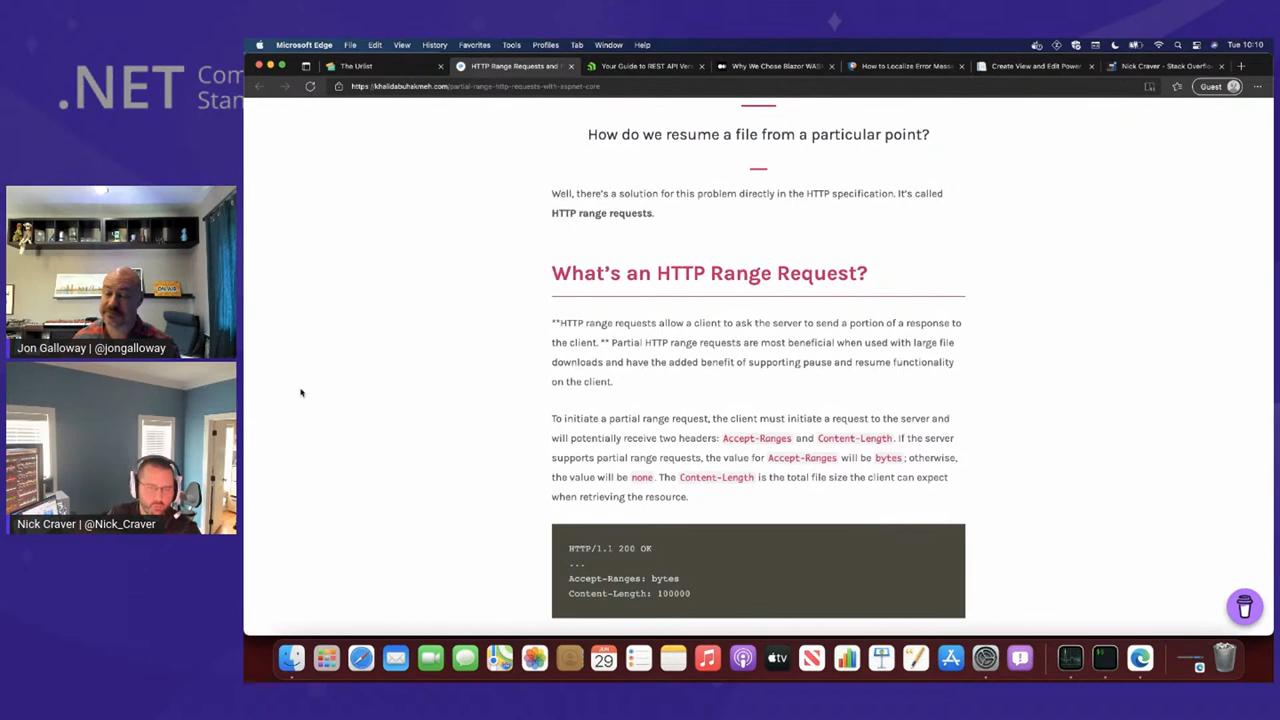 .NET Com
Stan
Microsoft Edge File Edit View History Favorites Tools Profiles Tab Window Help
Tue 10:10
The Urlist
HTTP Range Requests and
Your Guide to REST API Vers
Why We Chose Blazor WAS
How to Localize Error Mess
Create View and Edit Power
Nick Craver - Stack Overflo
https://khalidabuhakmeh.com/partial-range-http-requests-with-aspnet-core
Guest
How do we resume a file from a particular point?
Well, there's a solution for this problem directly in the HTTP specification. It's called
HTTP range requests.
What's an HTTP Range Request?
**HTTP range requests allow a client to ask the server to send a portion of a response to
the client. ** Partial HTTP range requests are most beneficial when used with large file
downloads and have the added benefit of supporting pause and resume functionality
on the client.
To initiate a partial range request, the client must initiate a request to the server and
will potentially receive two headers: Accept-Ranges and Content-Length. If the server
supports partial range requests, the value for Accept-Ranges will be bytes; otherwise,
the value will be none. The Content-Length is the total file size the client can expect
when retrieving the resource.
HTTP/1.1 200 OK
...
Accept-Ranges: bytes
Content-Length: 100000
ON AIR
Jon Galloway | @jongalloway
Nick Craver | @Nick_Craver
JUN
29
tv